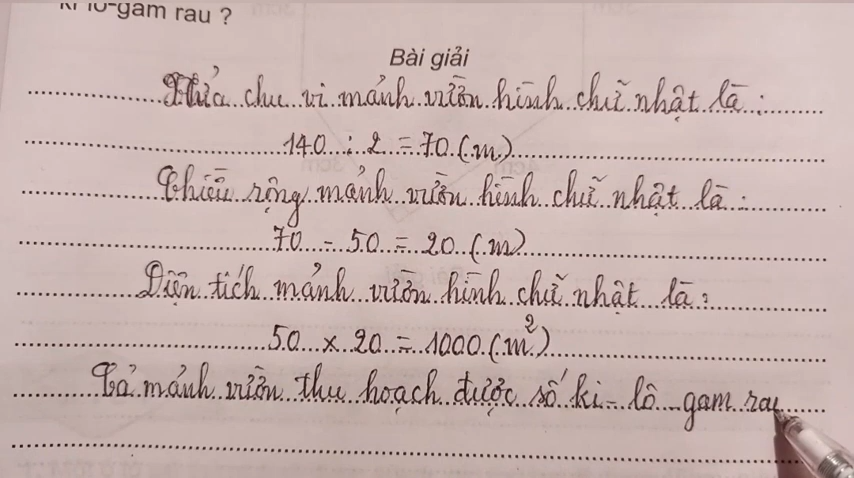 ki lô-gam rau ?
Bài giải
Nửa chu vi mảnh vườn hình chữ nhật là :
140 : 2 = 70 (m)
Chiều rộng mảnh vườn hình chữ nhật là :
70 - 50 = 20 (m)
Diện tích mảnh vườn hình chữ nhật là :
50 x 20 = 1000 (m²)
Cả mảnh vườn thu hoạch được số ki - lô gam rau